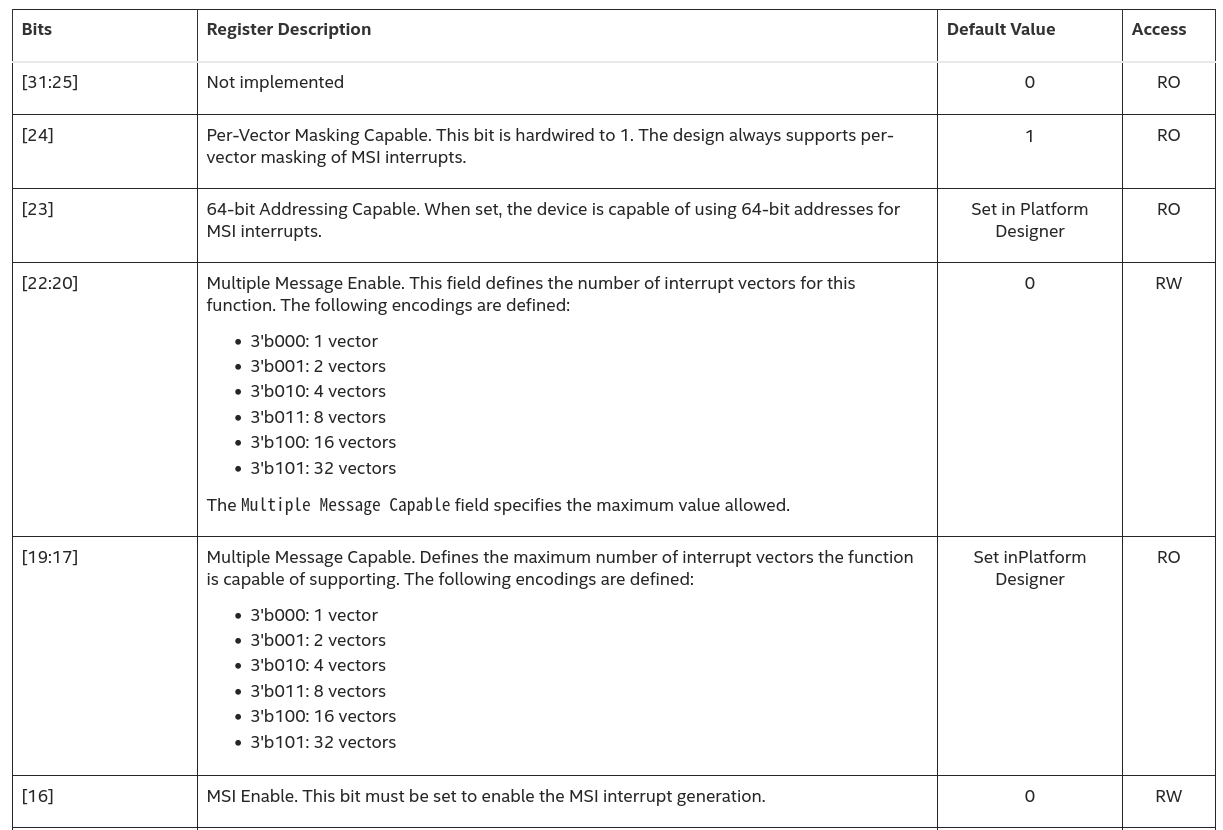 Bits Register Description Default Value Access
[31:25] Not implemented 0 RO
[24] Per-Vector Masking Capable. This bit is hardwired to 1. The design always supports per- 1 RO
vector masking of MSI interrupts.
[23] 64-bit Addressing Capable. When set, the device is capable of using 64-bit addresses for Set in Platform RO
MSI interrupts. Designer
[22:20] Multiple Message Enable. This field defines the number of interrupt vectors for this 0 RW
function. The following encodings are defined:
• 3'b000: 1 vector
• 3'b001: 2 vectors
• 3'b010: 4 vectors
• 3'b011: 8 vectors
• 3'b100: 16 vectors
• 3'b101: 32 vectors
The Multiple Message Capable field specifies the maximum value allowed.
[19:17] Multiple Message Capable. Defines the maximum number of interrupt vectors the function Set inPlatform RO
is capable of supporting. The following encodings are defined: Designer
• 3'b000: 1 vector
• 3'b001: 2 vectors
• 3'b010: 4 vectors
• 3'b011: 8 vectors
• 3'b100: 16 vectors
• 3'b101: 32 vectors
[16] MSI Enable. This bit must be set to enable the MSI interrupt generation. 0 RW